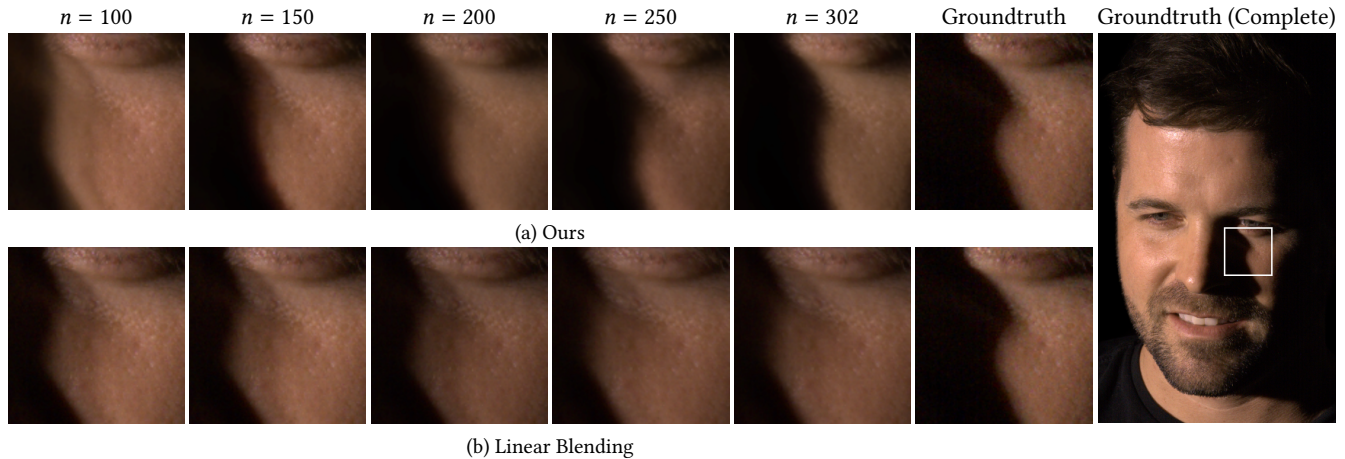 n = 100 n = 150 n = 200 n = 250 n = 302 Groundtruth Groundtruth (Complete)
(a) Ours
(b) Linear Blending